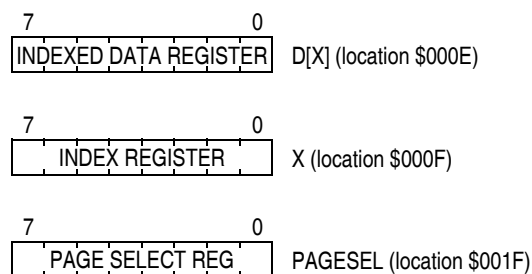 7 0
INDEXED DATA REGISTER D[X] (location $000E)
7 0
INDEX REGISTER X (location $000F)
7 0
PAGE SELECT REG PAGESEL (location $001F)